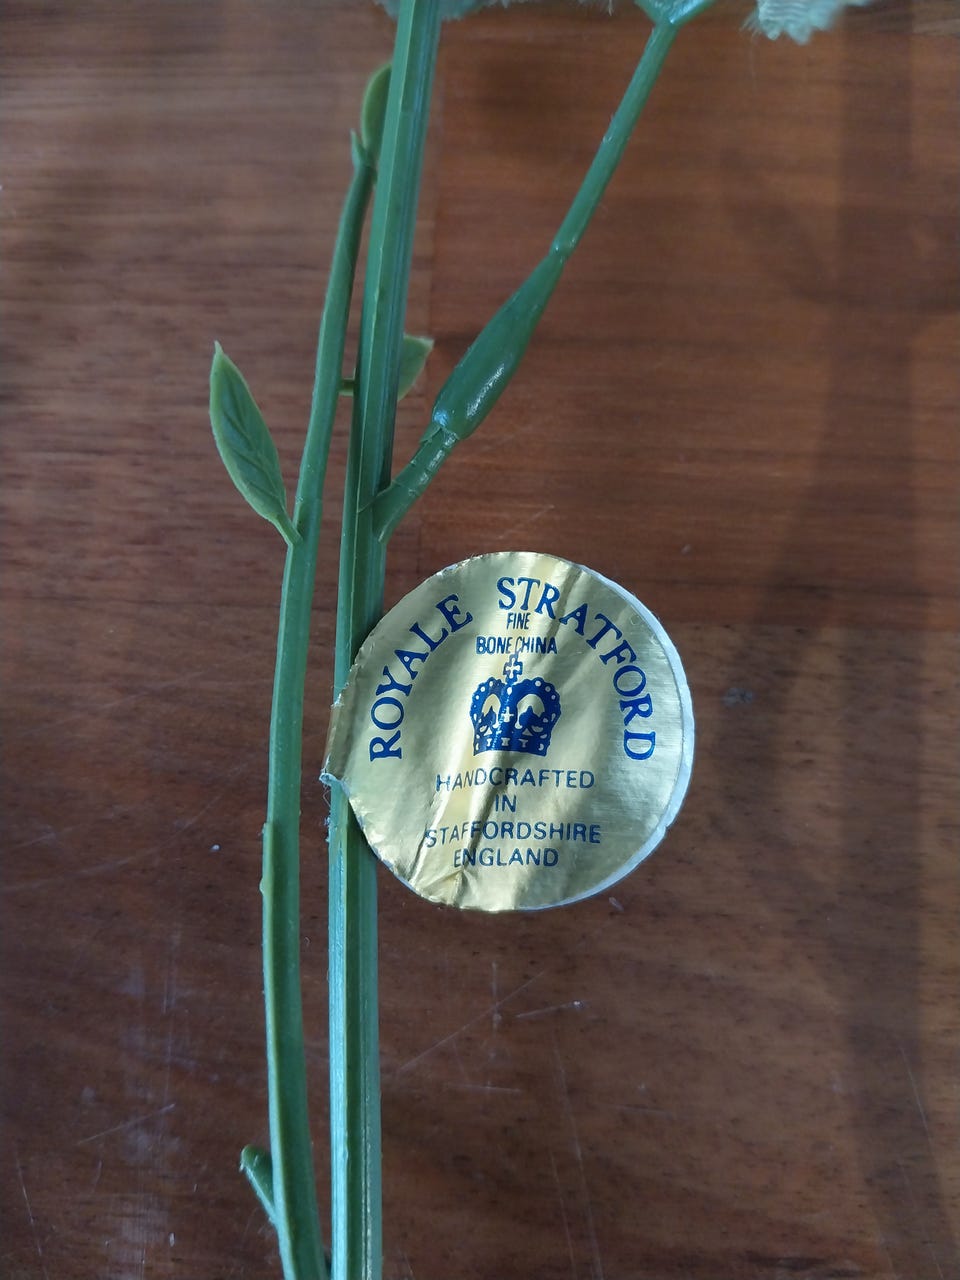 ROYALE STRATFORD
FINE
BONE CHINA
HANDCRAFTED
IN
STAFFORDSHIRE
ENGLAND